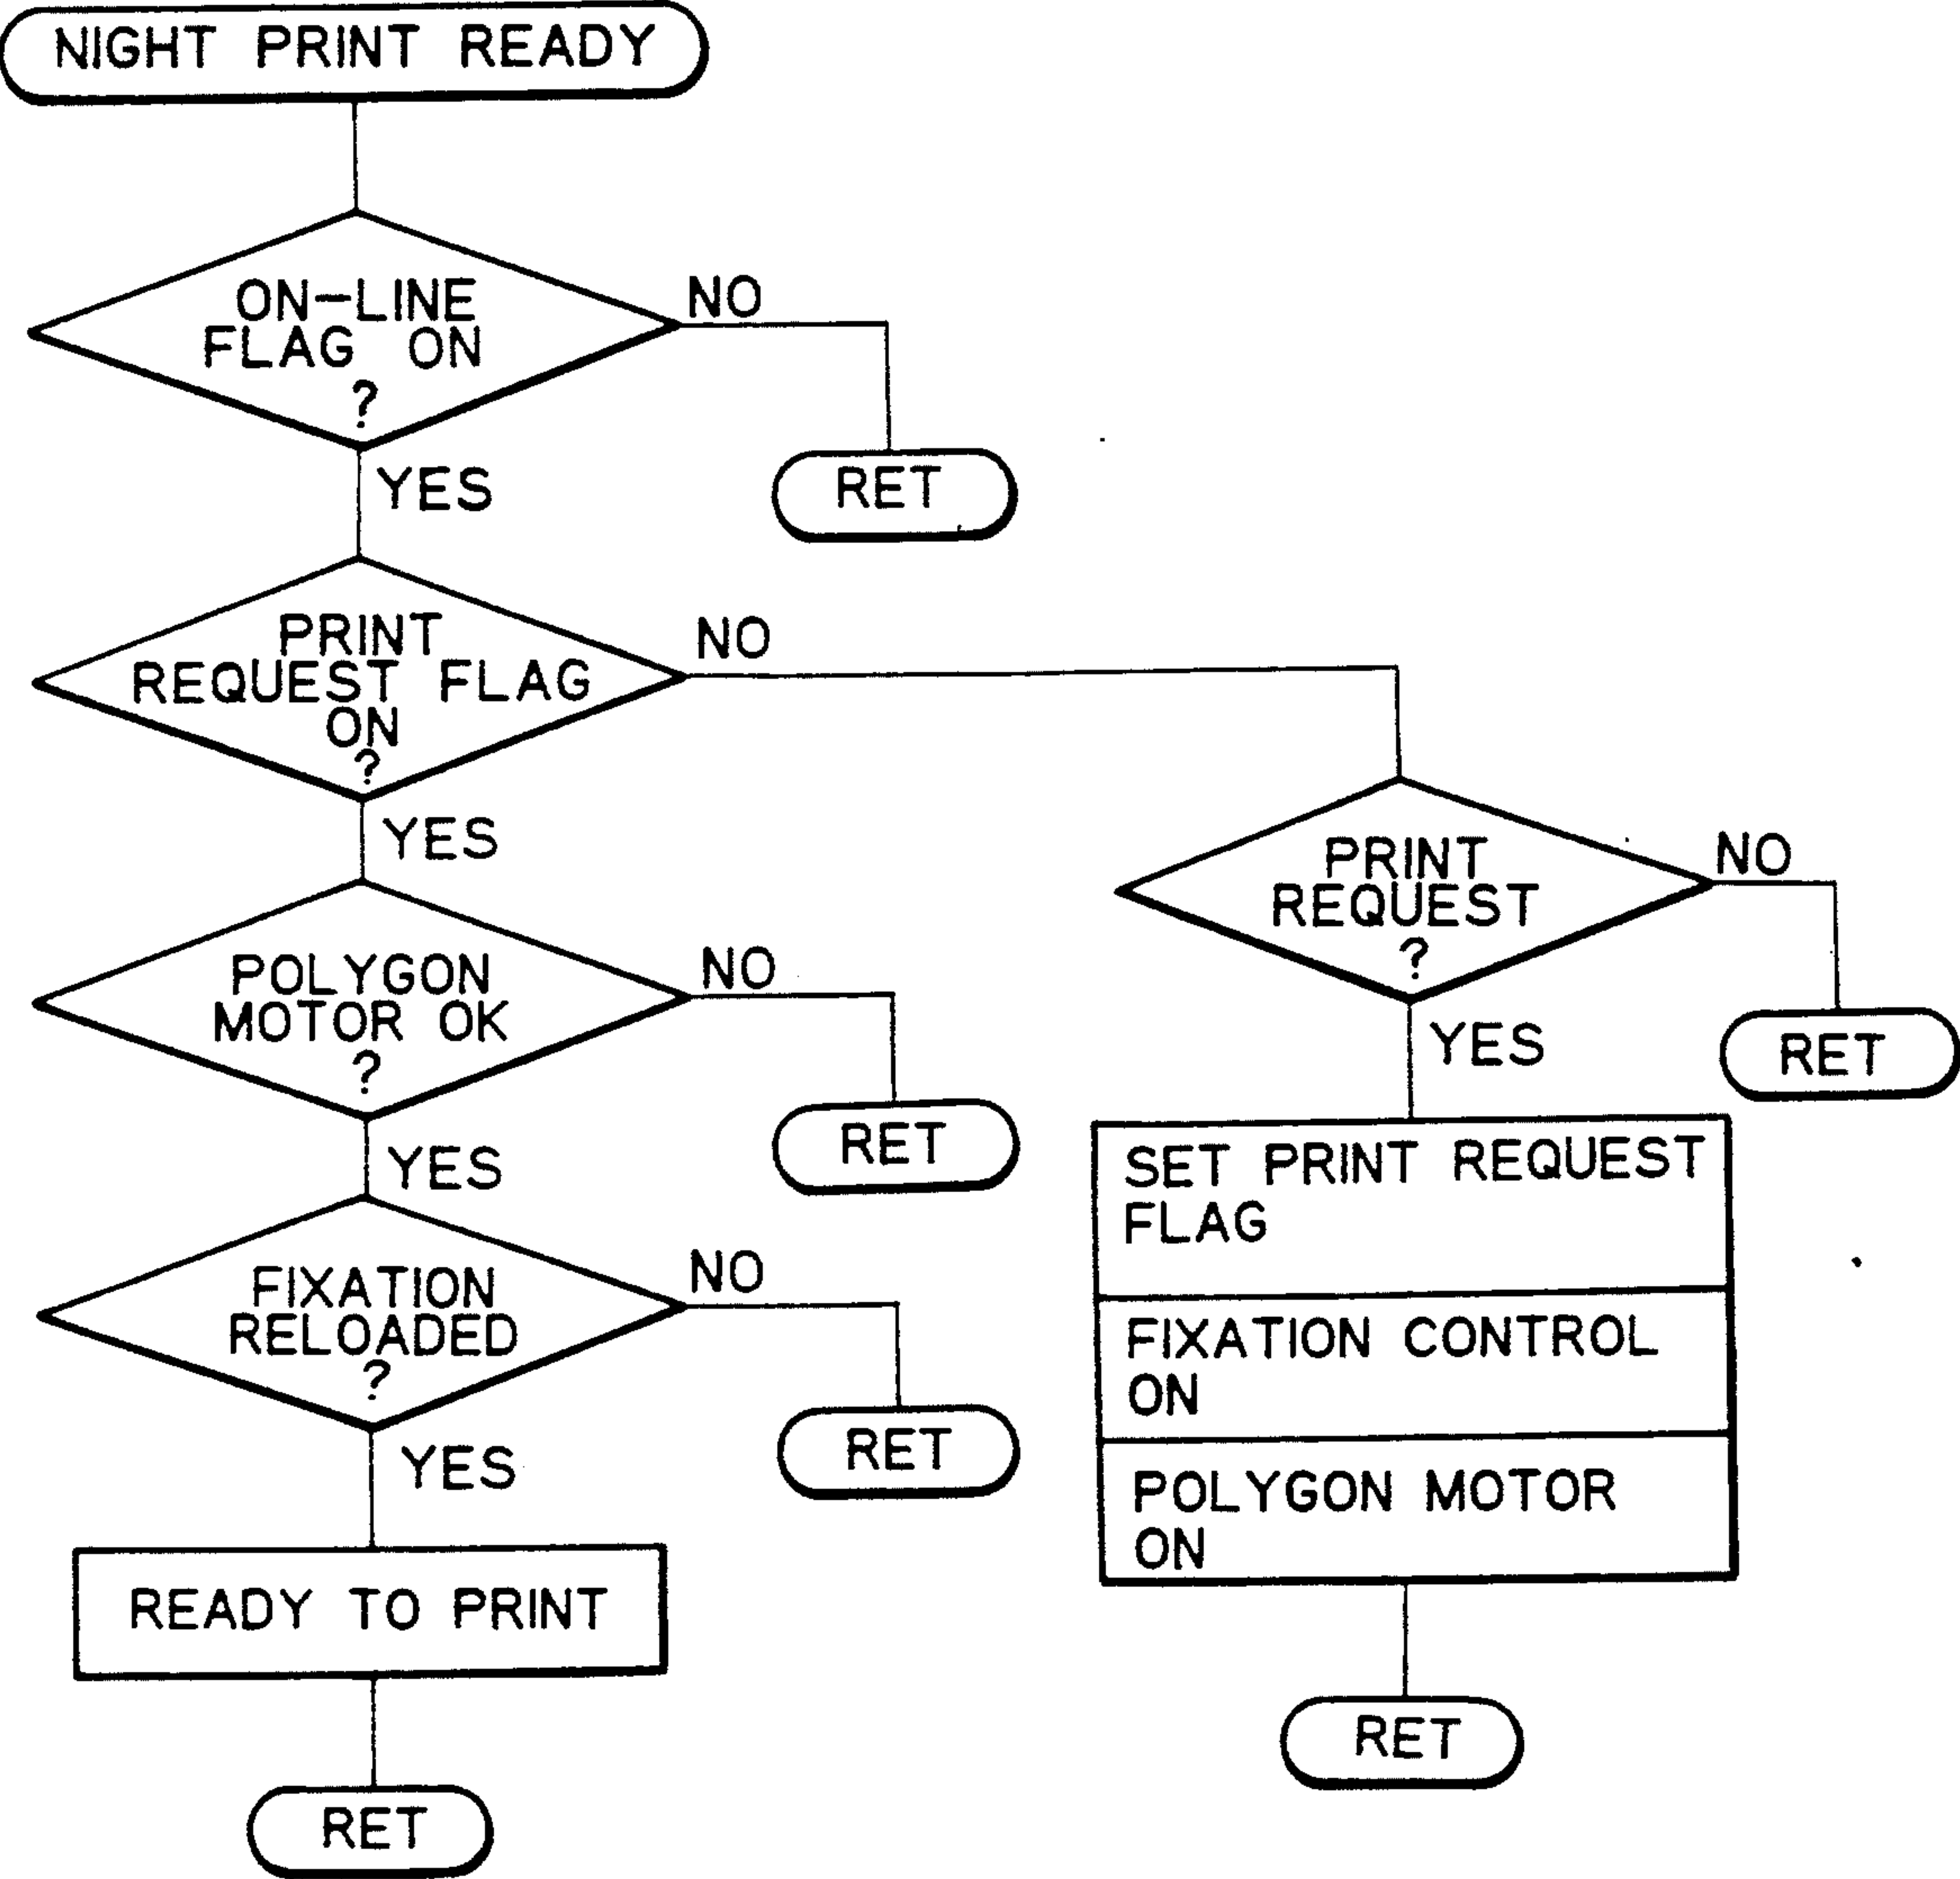 NIGHT PRINT READY
ON-LINE
FLAG ON
?
NO
RET
YES
PRINT
REQUEST FLAG
ON
?
NO
YES
PRINT
REQUEST
?
NO
RET
YES
POLYGON
MOTOR OK
?
NO
RET
YES
SET PRINT REQUEST
FLAG
FIXATION CONTROL
ON
POLYGON MOTOR
ON
RET
FIXATION
RELOADED
?
NO
RET
YES
READY TO PRINT
RET